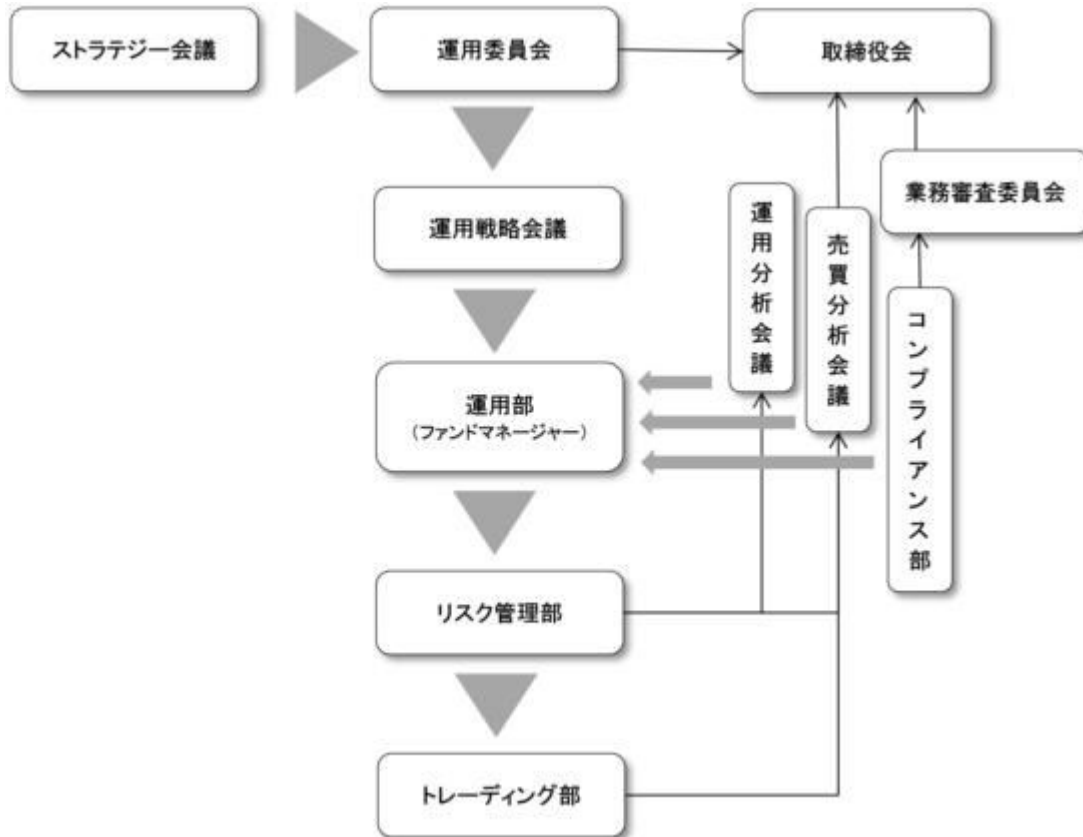 ストラテジー会議
運用委員会
取締役会
業務審査委員会
運用戦略会議
運用分析会議
売買分析会議
コンプライアンス部
運用部
(ファンドマネージャー)
リスク管理部
トレーディング部